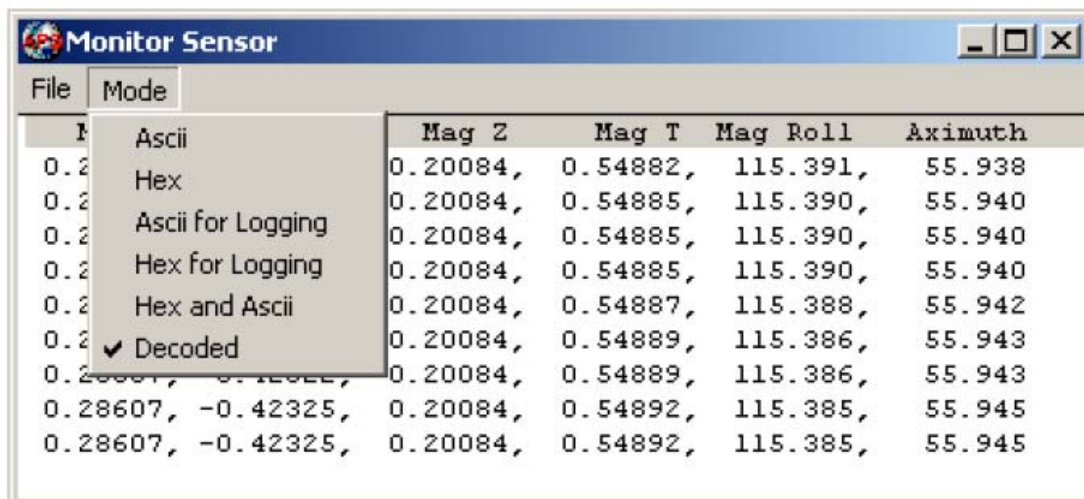 APS Monitor Sensor
File Mode
Mag Z Mag T Mag Roll Aximuth
0.20084, 0.54882, 115.391, 55.938
0.20084, 0.54885, 115.390, 55.940
0.20084, 0.54885, 115.390, 55.940
0.20084, 0.54885, 115.390, 55.940
0.20084, 0.54887, 115.388, 55.942
0.20084, 0.54889, 115.386, 55.943
0.20084, 0.54889, 115.386, 55.943
0.28607, -0.42325, 0.20084, 0.54892, 115.385, 55.945
0.28607, -0.42325, 0.20084, 0.54892, 115.385, 55.945
Ascii
Hex
Ascii for Logging
Hex for Logging
Hex and Ascii
Decoded